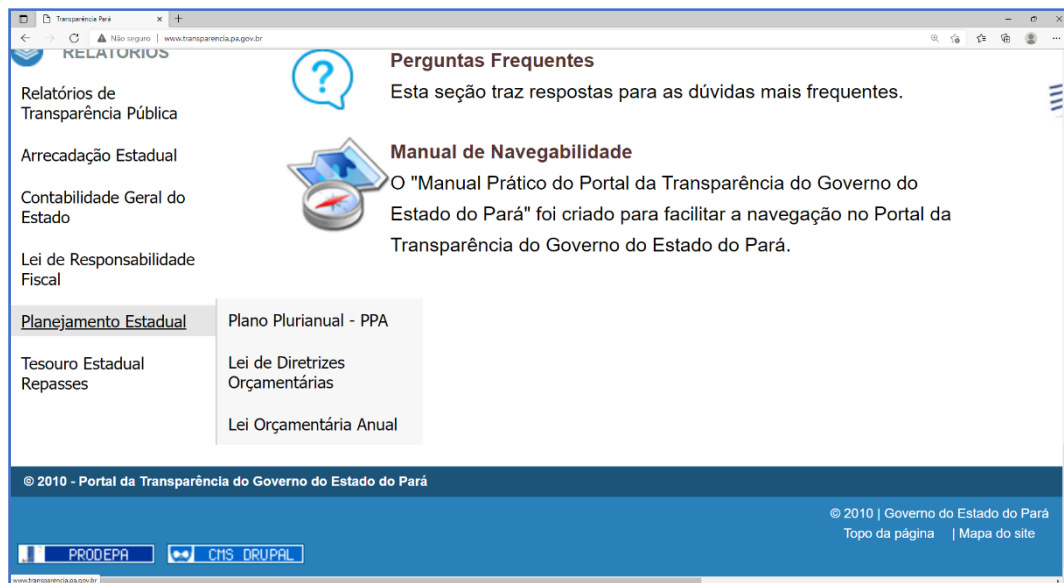 Transparência Pará
Não seguro | www.transparencia.pa.gov.br
RELATÓRIOS
Relatórios de
Transparência Pública
Arrecadação Estadual
Contabilidade Geral do
Estado
Lei de Responsabilidade
Fiscal
Planejamento Estadual
Tesouro Estadual
Repasses
Plano Plurianual - PPA
Lei de Diretrizes
Orçamentárias
Lei Orçamentária Anual
Perguntas Frequentes
Esta seção traz respostas para as dúvidas mais frequentes.
Manual de Navegabilidade
O "Manual Prático do Portal da Transparência do Governo do
Estado do Pará" foi criado para facilitar a navegação no Portal da
Transparência do Governo do Estado do Pará.
© 2010 - Portal da Transparência do Governo do Estado do Pará
© 2010 | Governo do Estado do Pará
Topo da página | Mapa do site
PRODEPA
CMS DRUPAL
www.transparencia.pa.gov.br